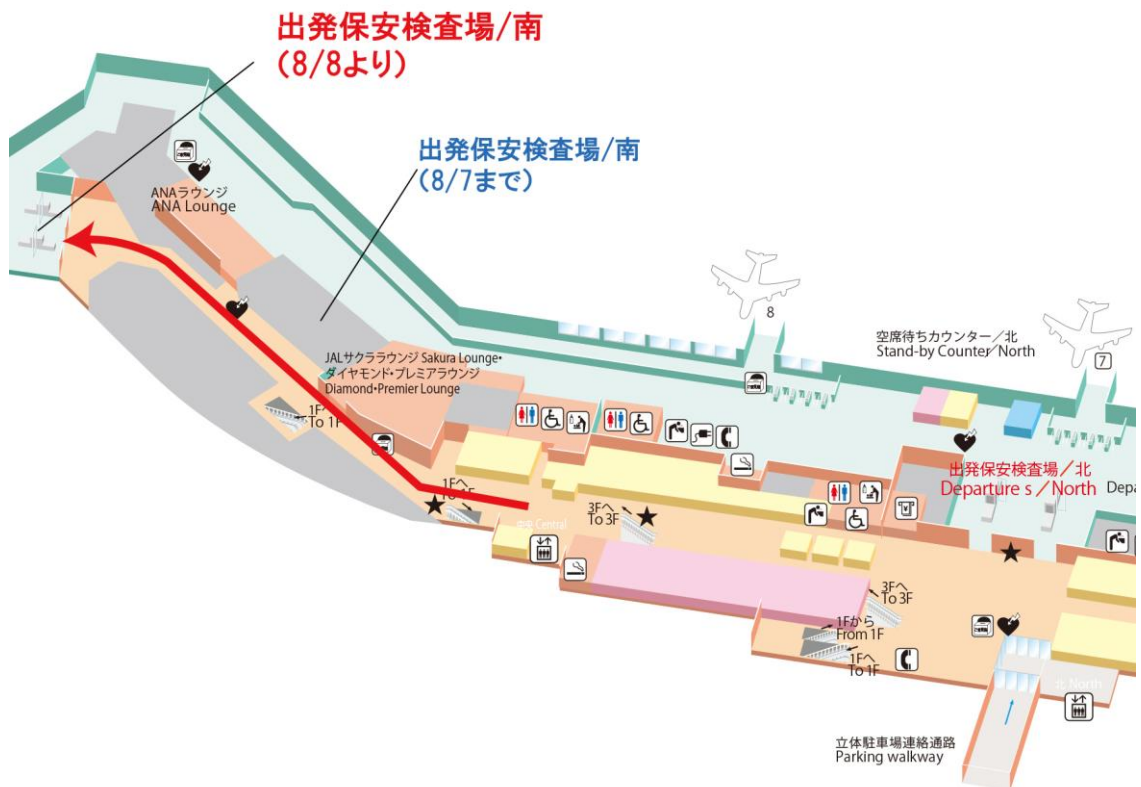 出発保安検査場/南
(8/8より)
出発保安検査場/南
(8/7まで)
ANAラウンジ
ANA Lounge
8
空席待ちカウンター／北
Stand-by Counter/North
7
JALサクララウンジ Sakura Lounge・
ダイヤモンド・プレミアラウンジ
Diamond・Premier Lounge
1Fへ
To 1F
1Fへ
To 1F
3Fへ
To 3F
中央 Central
出発保安検査場／北
Departure s／North
Depa
3Fへ
To 3F
1Fから
From 1F
1Fへ
To 1F
北 North
立体駐車場連絡通路
Parking walkway